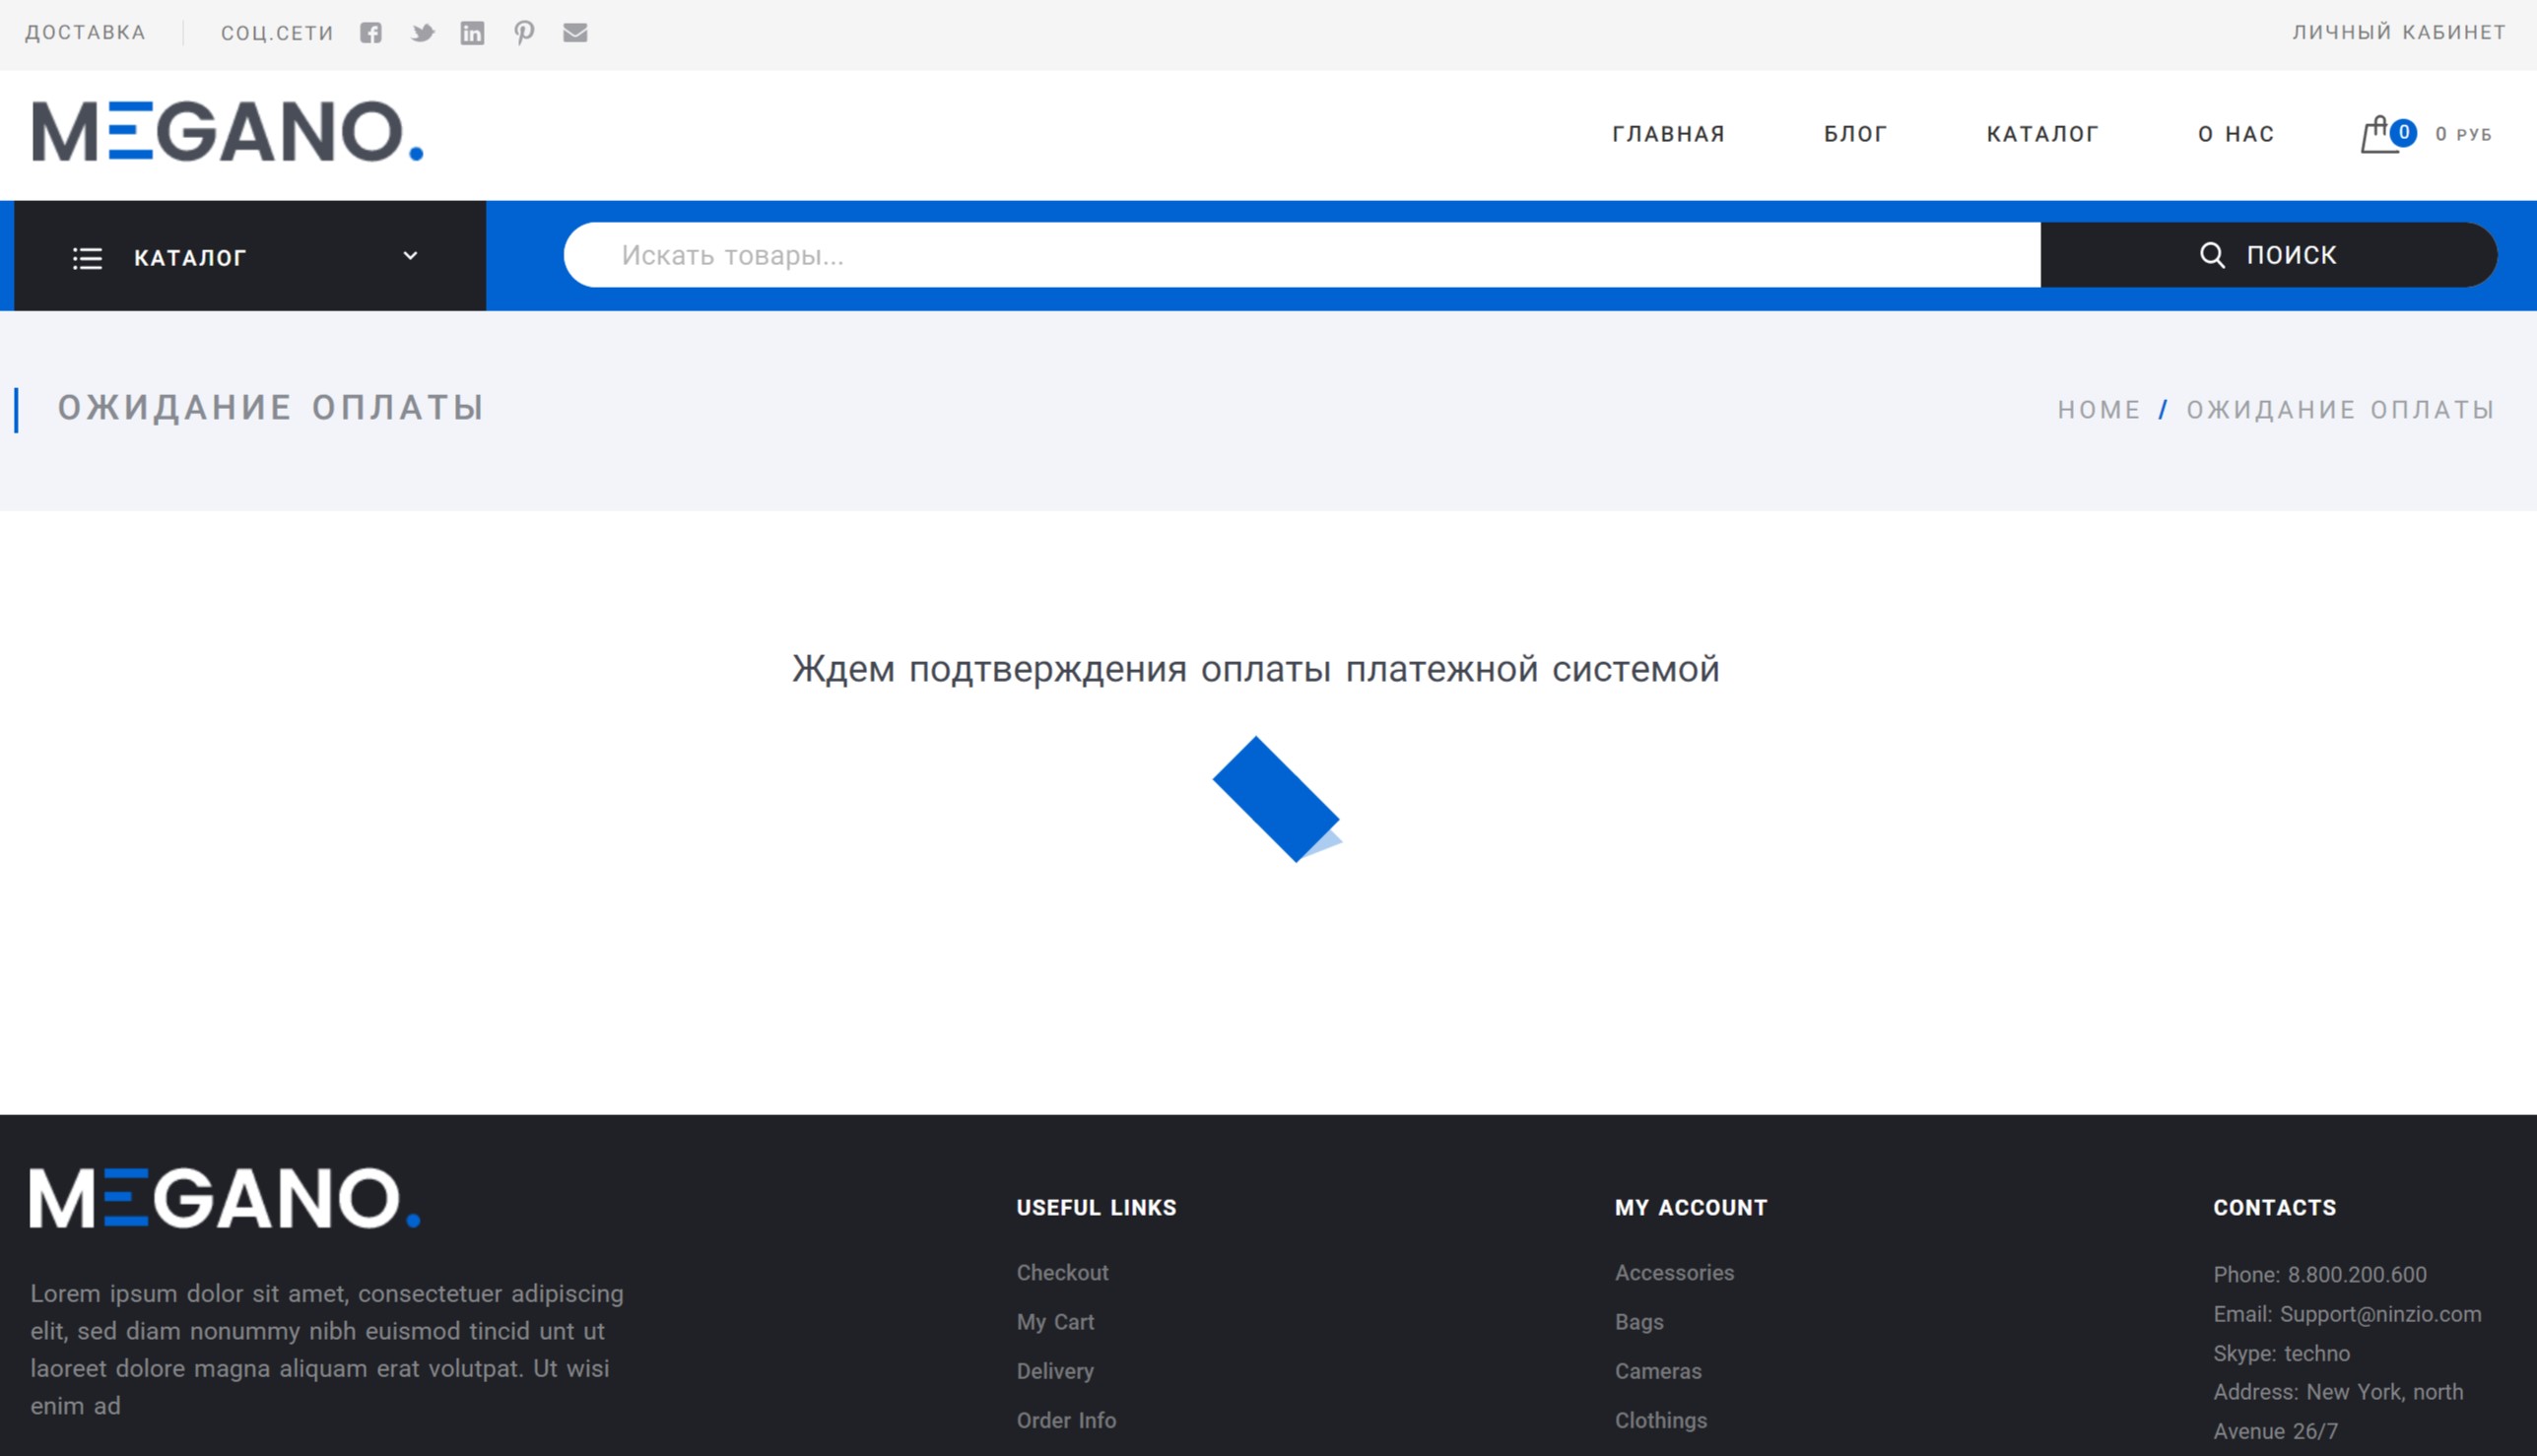 ДОСТАВКА
СОЦ.СЕТИ
ЛИЧНЫЙ КАБИНЕТ
MEGANO.
ГЛАВНАЯ
БЛОГ
КАТАЛОГ
О НАС
0
0 РУБ
КАТАЛОГ
Искать товары...
ПОИСК
ОЖИДАНИЕ ОПЛАТЫ
HOME / ОЖИДАНИЕ ОПЛАТЫ
Ждем подтверждения оплаты платежной системой
MEGANO.
Lorem ipsum dolor sit amet, consectetuer adipiscing
elit, sed diam nonummy nibh euismod tincid unt ut
laoreet dolore magna aliquam erat volutpat. Ut wisi
enim ad
USEFUL LINKS
Checkout
My Cart
Delivery
Order Info
MY ACCOUNT
Accessories
Bags
Cameras
Clothings
CONTACTS
Phone: 8.800.200.600
Email: Support@ninzio.com
Skype: techno
Address: New York, north
Avenue 26/7